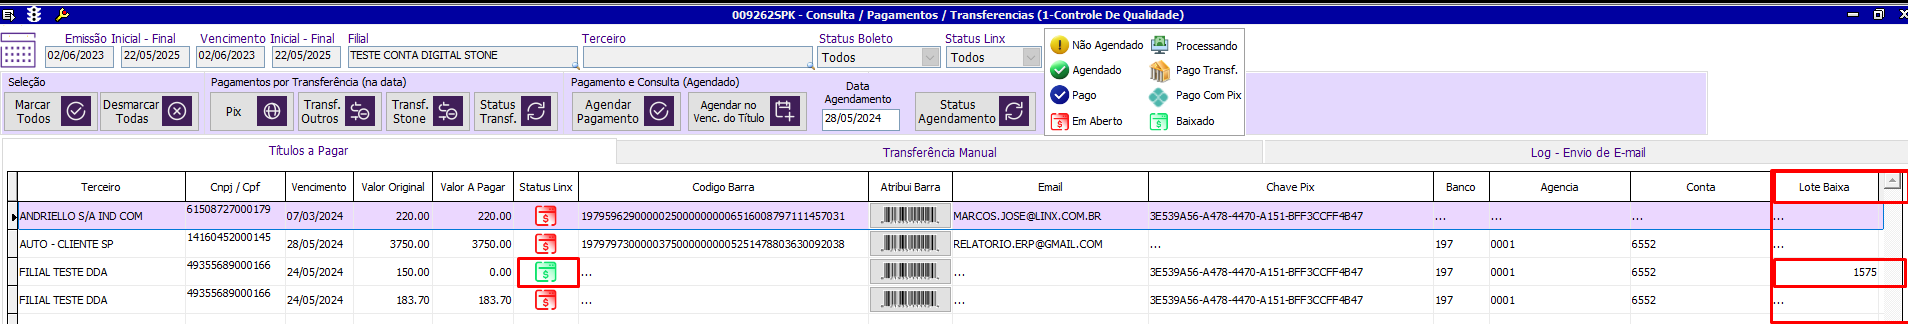 009262SPK - Consulta / Pagamentos / Transferencias (1-Controle De Qualidade)
Emissão Inicial - Final Vencimento Inicial - Final Filial Terceiro Status Boleto Status Linx
02/06/2023 22/05/2025 02/06/2023 22/05/2025 TESTE CONTA DIGITAL STONE Todos Todos
Não Agendado Processando
Agendado Pago Transf.
Pago Pago Com Pix
Em Aberto Baixado
Seleção Pagamentos por Transferência (na data) Pagamento e Consulta (Agendado)
Marcar Todos Desmarcar Todas Pix Transf. Outros Transf. Stone Status Transf. Agendar Pagamento Agendar no Venc. do Título Data Agendamento 28/05/2024 Status Agendamento
Títulos a Pagar Transferência Manual Log - Envio de E-mail
Terceiro Cnpj / Cpf Vencimento Valor Original Valor A Pagar Status Linx Codigo Barra Atribui Barra Email Chave Pix Banco Agencia Conta Lote Baixa
ANDRIELLO S/A IND COM 61508727000179 07/03/2024 220.00 220.00 19795962900000250000000006516008797111457031 MARCOS.JOSE@LINX.COM.BR 3E539A56-A478-4470-A151-BFF3CCFF4B47 ... ... ... ...
AUTO - CLIENTE SP 14160452000145 28/05/2024 3750.00 3750.00 19797973000003750000000005251478803630092038 RELATORIO.ERP@GMAIL.COM ... 197 0001 6552 ...
FILIAL TESTE DDA 49355689000166 24/05/2024 150.00 0.00 ... ... 3E539A56-A478-4470-A151-BFF3CCFF4B47 197 0001 6552 1575
FILIAL TESTE DDA 49355689000166 24/05/2024 183.70 183.70 ... ... 3E539A56-A478-4470-A151-BFF3CCFF4B47 197 0001 6552 ...